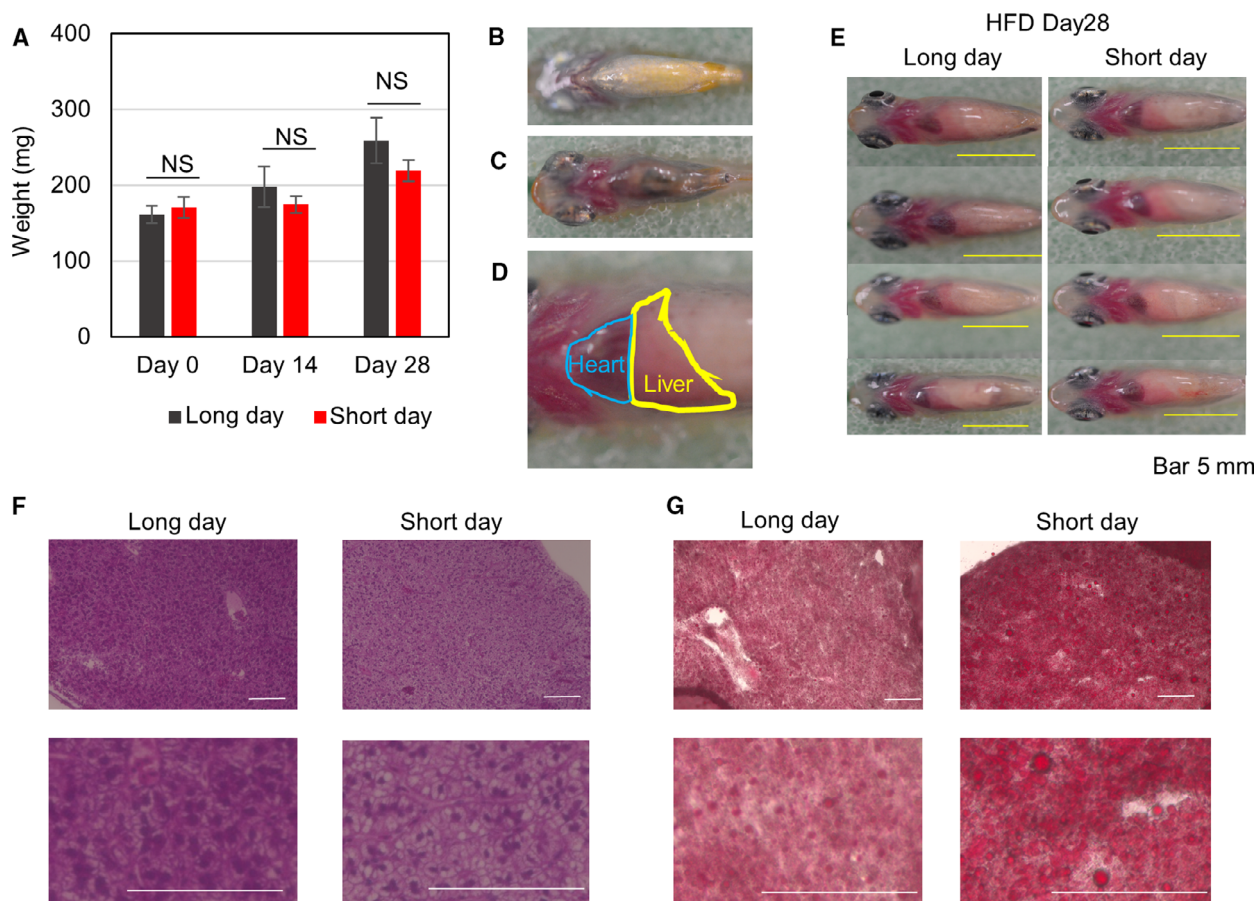 A
400
300
200
100
0
Weight (mg)
NS
NS
NS
Day 0
Day 14
Day 28
Long day
Short day
B
C
D
Heart
Liver
E
HFD Day28
Long day
Short day
Bar 5 mm
F
Long day
Short day
G
Long day
Short day